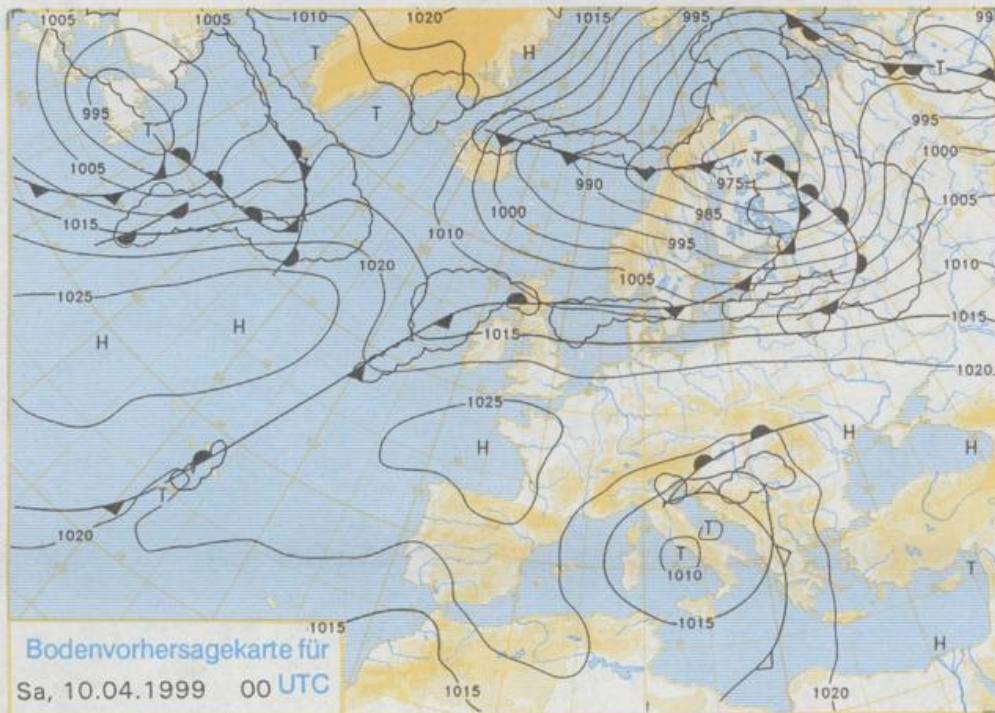 1005 1005 1010 1020 1015 995 99
T H
995 T T T
995
1005 990 975 T 1000
1015 1000 985 1005
1010 995
1020 1005 1010
1025 1015
H H 1015
1020
1025
H H H
T
1020 T
T
1010 T
1015
1015 H
Bodenvorhersagekarte für
Sa, 10.04.1999 00 UTC
1015 1020